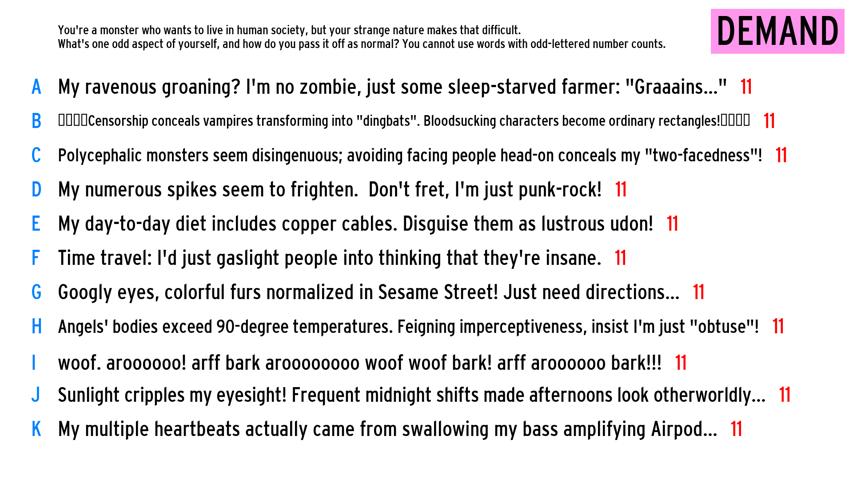 You're a monster who wants to live in human society, but your strange nature makes that difficult.
What's one odd aspect of yourself, and how do you pass it off as normal? You cannot use words with odd-lettered number counts.
DEMAND
A My ravenous groaning? I'm no zombie, just some sleep-starved farmer: "Graaains..." 11
B ▯▯▯▯Censorship conceals vampires transforming into "dingbats". Bloodsucking characters become ordinary rectangles!▯▯▯▯ 11
C Polycephalic monsters seem disingenuous; avoiding facing people head-on conceals my "two-facedness"! 11
D My numerous spikes seem to frighten.  Don't fret, I'm just punk-rock! 11
E My day-to-day diet includes copper cables. Disguise them as lustrous udon! 11
F Time travel: I'd just gaslight people into thinking that they're insane. 11
G Googly eyes, colorful furs normalized in Sesame Street! Just need directions... 11
H Angels' bodies exceed 90-degree temperatures. Feigning imperceptiveness, insist I'm just "obtuse"! 11
I woof. aroooooo! arff bark aroooooooo woof woof bark! arff aroooooo bark!!! 11
J Sunlight cripples my eyesight! Frequent midnight shifts made afternoons look otherworldly... 11
K My multiple heartbeats actually came from swallowing my bass amplifying Airpod... 11